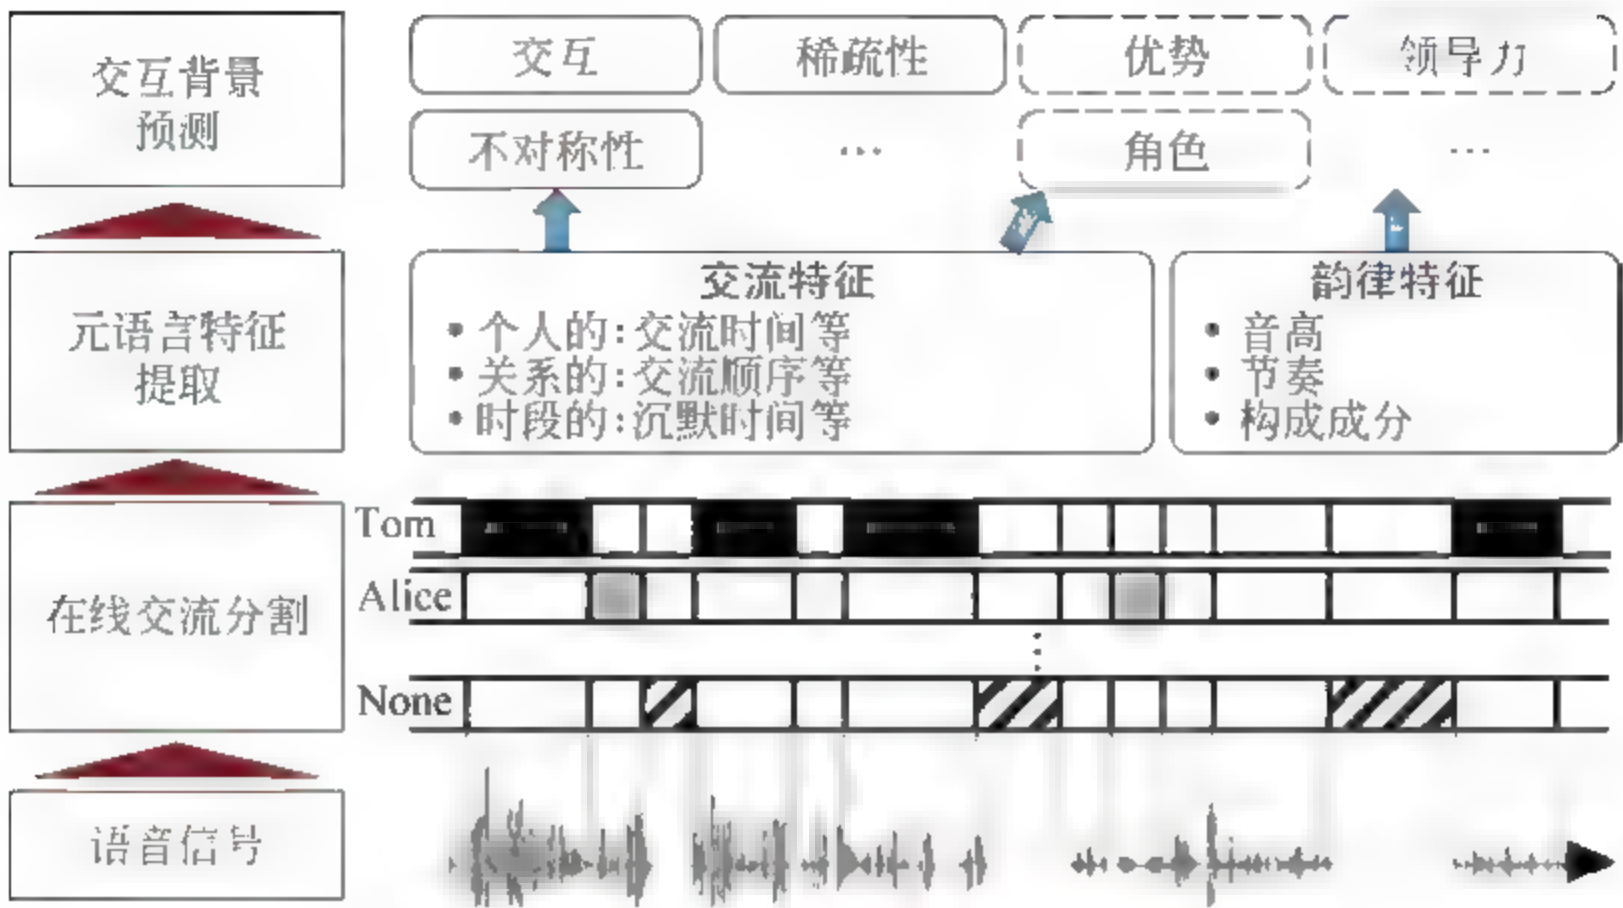 交互背景
预测
交互
稀疏性
优势
领导力
不对称性
...
角色
...
元语言特征
提取
交流特征
• 个人的:交流时间等
• 关系的:交流顺序等
• 时段的:沉默时间等
韵律特征
• 音高
• 节奏
• 构成成分
在线交流分割
Tom
Alice
⋮
None
语音信号